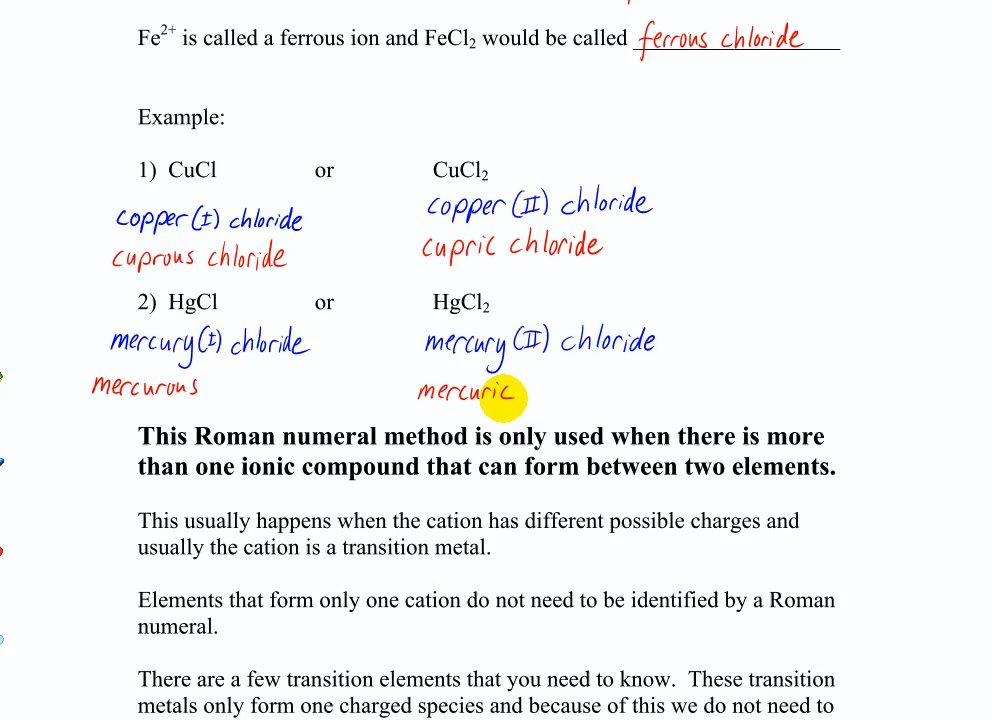 Fe²⁺ is called a ferrous ion and FeCl₂ would be called ferrous chloride
Example:
1) CuCl or CuCl₂
copper (I) chloride copper (II) chloride
cuprous chloride cupric chloride
2) HgCl or HgCl₂
mercury (I) chloride mercury (II) chloride
mercurous mercuric
This Roman numeral method is only used when there is more
than one ionic compound that can form between two elements.
This usually happens when the cation has different possible charges and
usually the cation is a transition metal.
Elements that form only one cation do not need to be identified by a Roman
numeral.
There are a few transition elements that you need to know. These transition
metals only form one charged species and because of this we do not need to